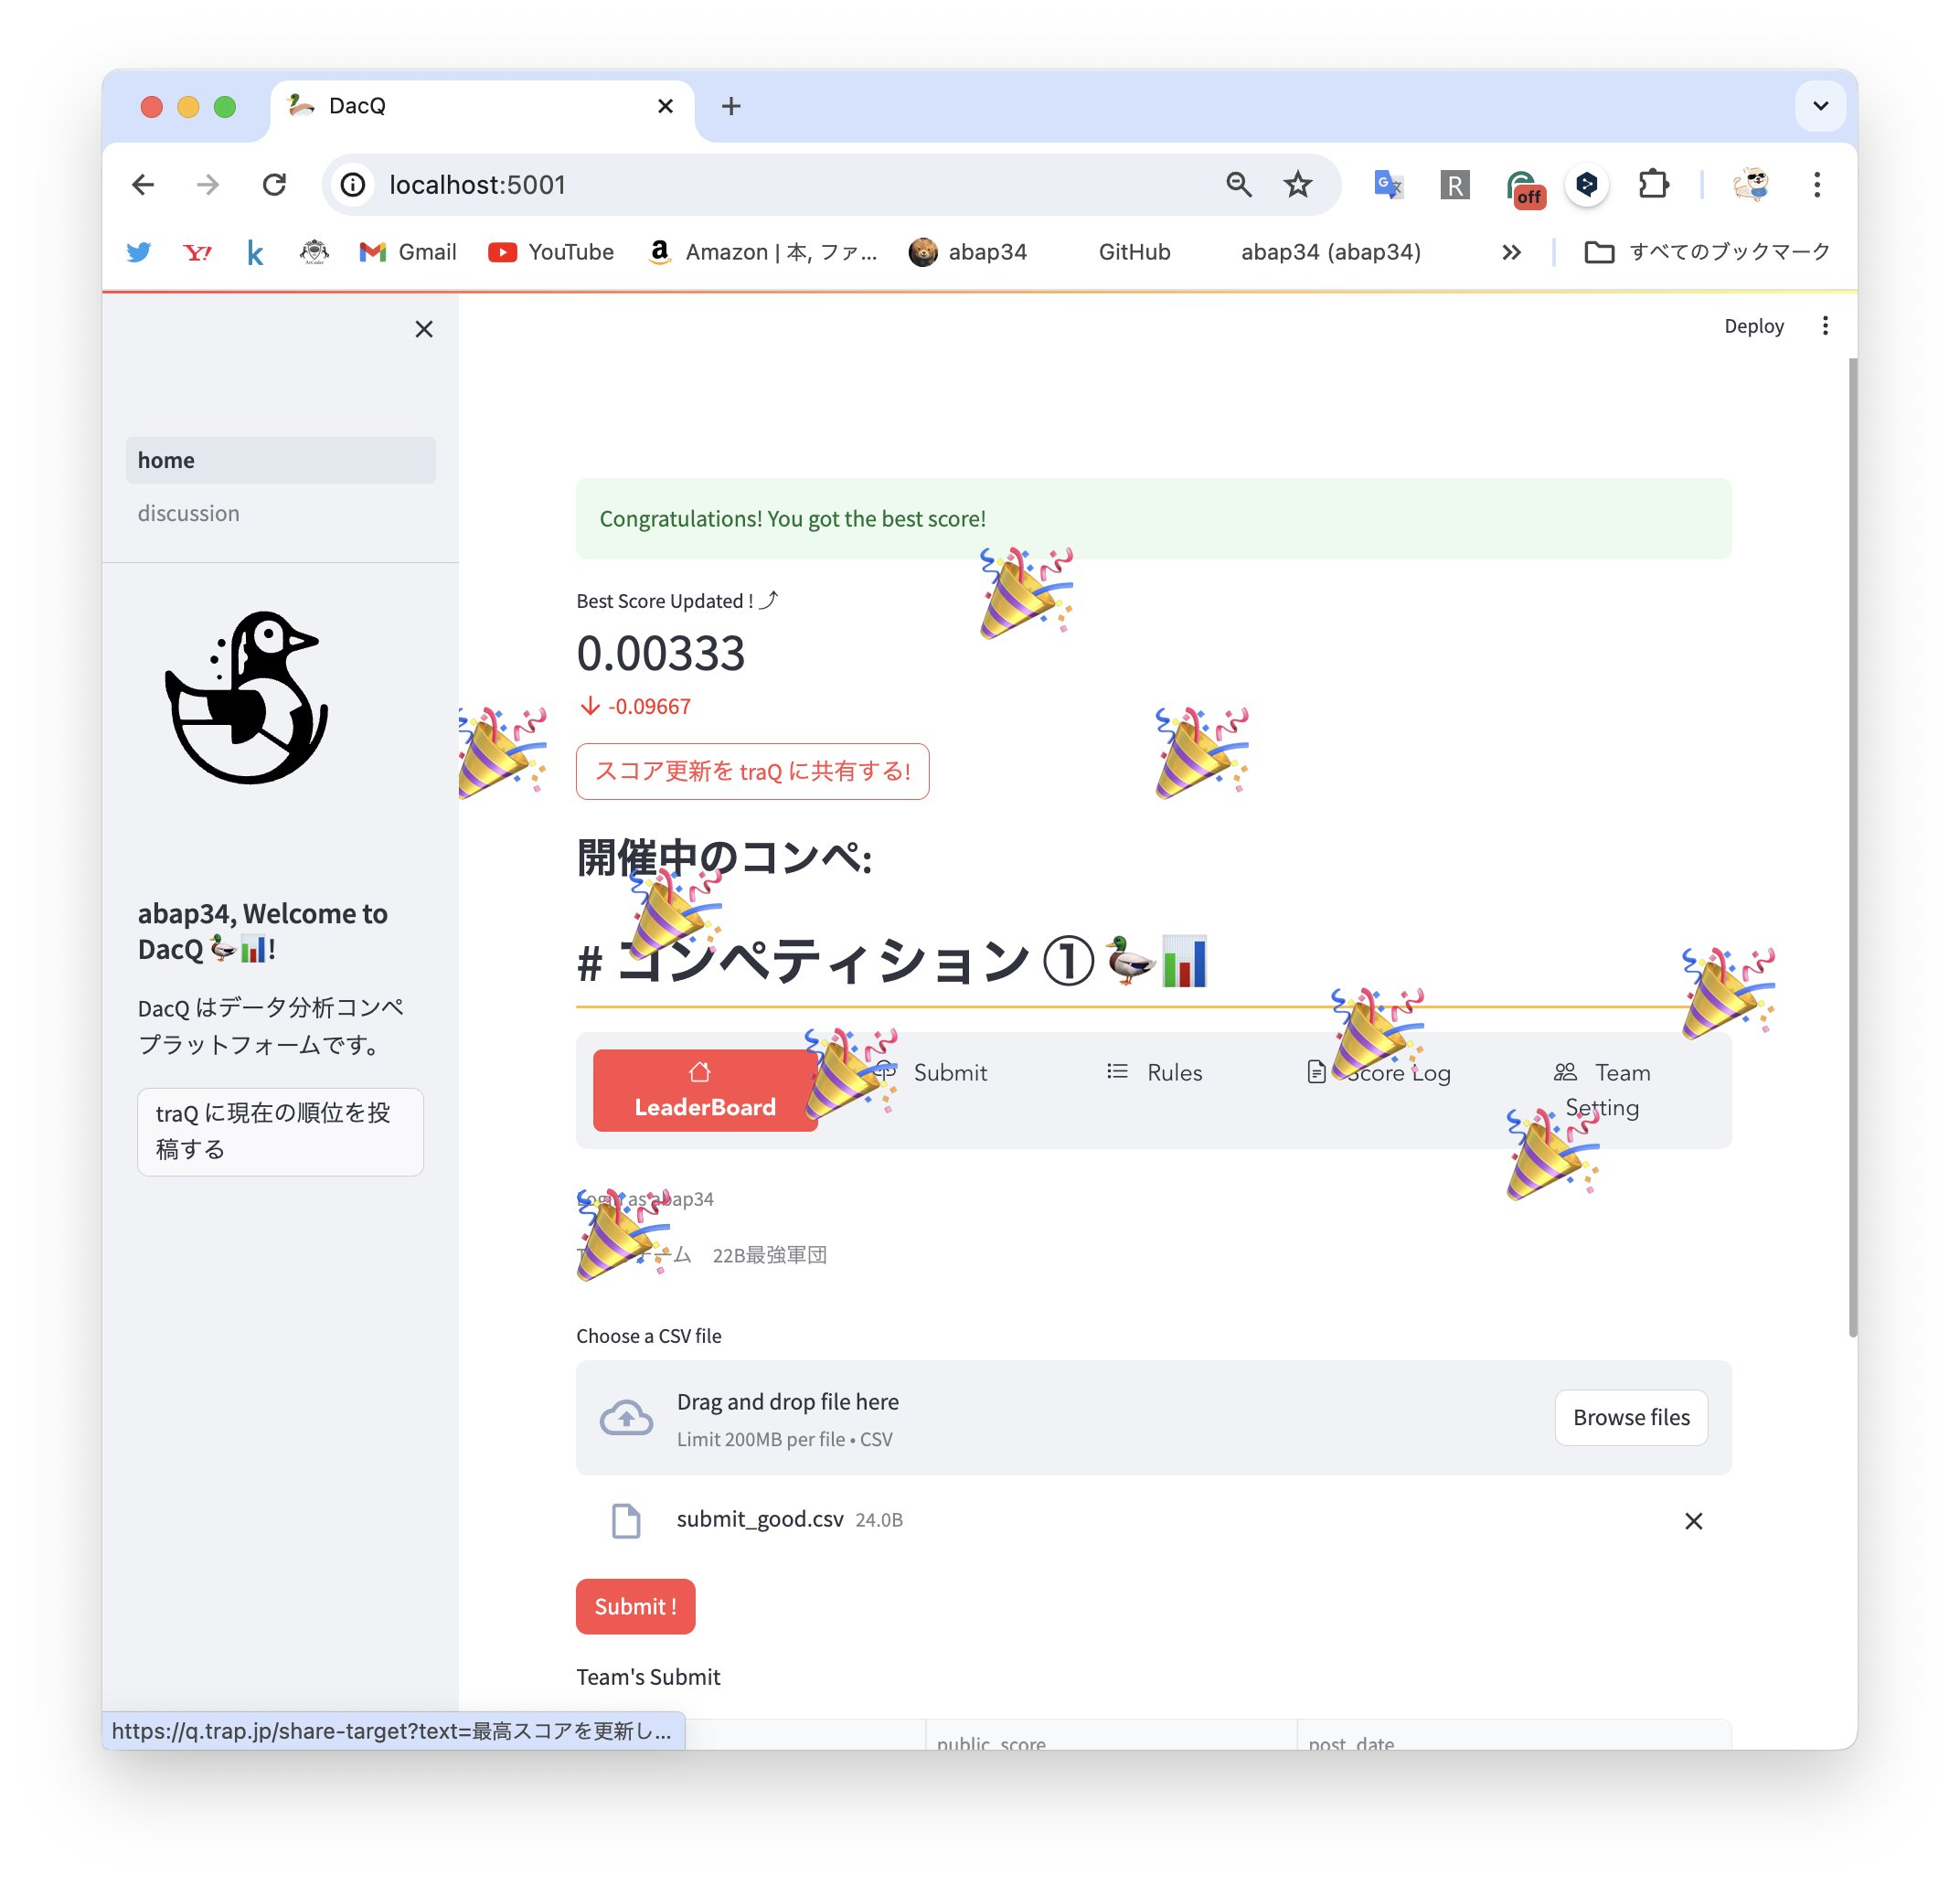 DacQ
localhost:5001
off
Gmail
YouTube
Amazon | 本, ファ...
abap34
GitHub
abap34 (abap34)
すべてのブックマーク
Deploy
home
discussion
abap34, Welcome to
DacQ 🦆📊!
DacQ はデータ分析コンペ
プラットフォームです。
traQ に現在の順位を投
稿する
Congratulations! You got the best score!
Best Score Updated ! ⤴
0.00333
↓ -0.09667
スコア更新を traQ に共有する!
開催中のコンペ:
# コンペティション ①🦆📊
LeaderBoard
Submit
Rules
Score Log
Team
Setting
Login as abap34
チーム 22B最強軍団
Choose a CSV file
Drag and drop file here
Limit 200MB per file • CSV
Browse files
submit_good.csv 24.0B
Submit !
Team's Submit
public_score
post_date
https://q.trap.jp/share-target?text=最高スコアを更新し...